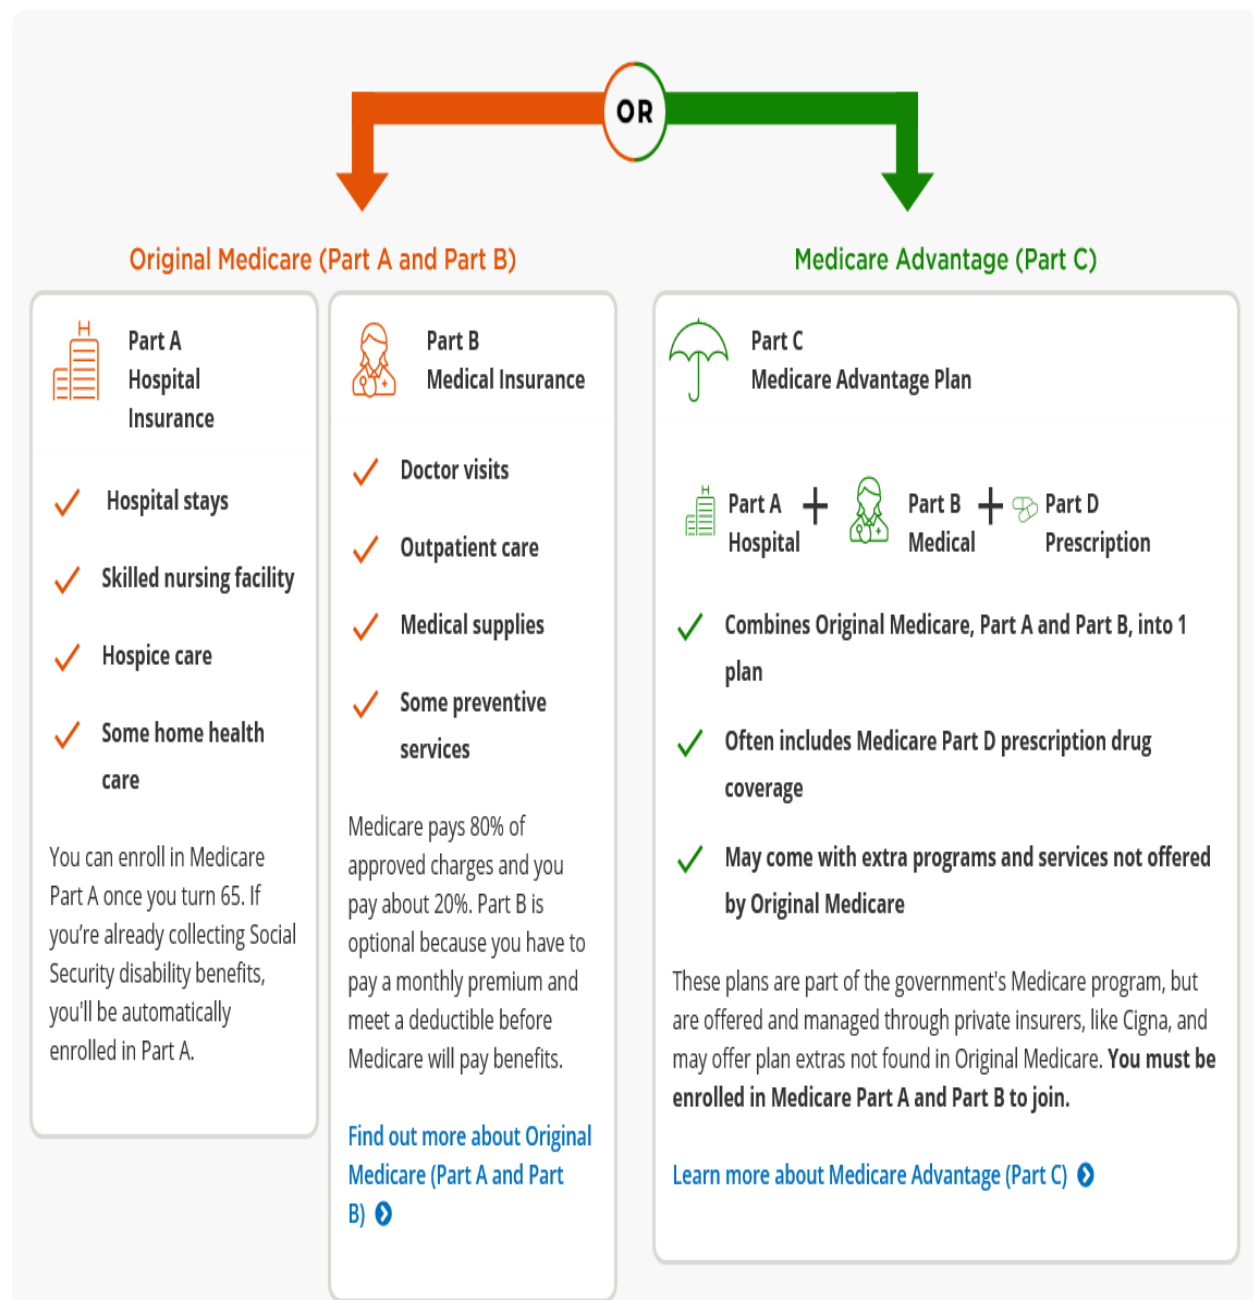 OR
Original Medicare (Part A and Part B)
H
Part A
Hospital
Insurance
Hospital stays
Skilled nursing facility
Hospice care
Some home health
care
You can enroll in Medicare
Part A once you turn 65. If
you’re already collecting Social
Security disability benefits,
you'll be automatically
enrolled in Part A.
Part B
Medical Insurance
Doctor visits
Outpatient care
Medical supplies
Some preventive
services
Medicare pays 80% of
approved charges and you
pay about 20%. Part B is
optional because you have to
pay a monthly premium and
meet a deductible before
Medicare will pay benefits.
Find out more about Original
Medicare (Part A and Part
B)
Medicare Advantage (Part C)
Part C
Medicare Advantage Plan
H
Part A
Hospital
+
Part B
Medical
+
Part D
Prescription
Combines Original Medicare, Part A and Part B, into 1
plan
Often includes Medicare Part D prescription drug
coverage
May come with extra programs and services not offered
by Original Medicare
These plans are part of the government's Medicare program, but
are offered and managed through private insurers, like Cigna, and
may offer plan extras not found in Original Medicare. You must be
enrolled in Medicare Part A and Part B to join.
Learn more about Medicare Advantage (Part C)